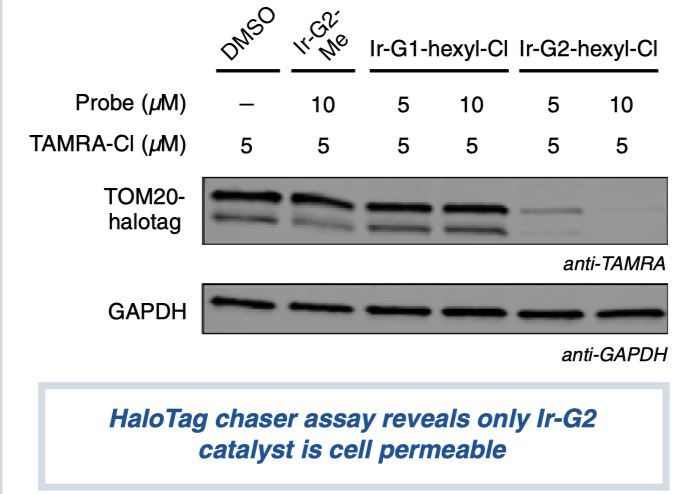 DMSO Ir-G2-Me Ir-G1-hexyl-Cl Ir-G2-hexyl-Cl
Probe (µM) – 10 5 10 5 10
TAMRA-Cl (µM) 5 5 5 5 5 5
TOM20-
halotag
anti-TAMRA
GAPDH
anti-GAPDH
HaloTag chaser assay reveals only Ir-G2
catalyst is cell permeable